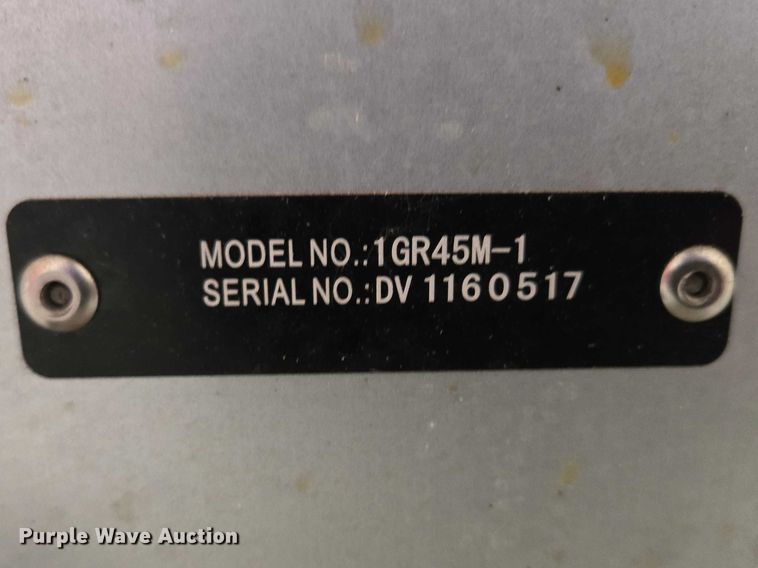 MODEL NO.:1GR45M-1
SERIAL NO.:DV 1160517
Purple Wave Auction